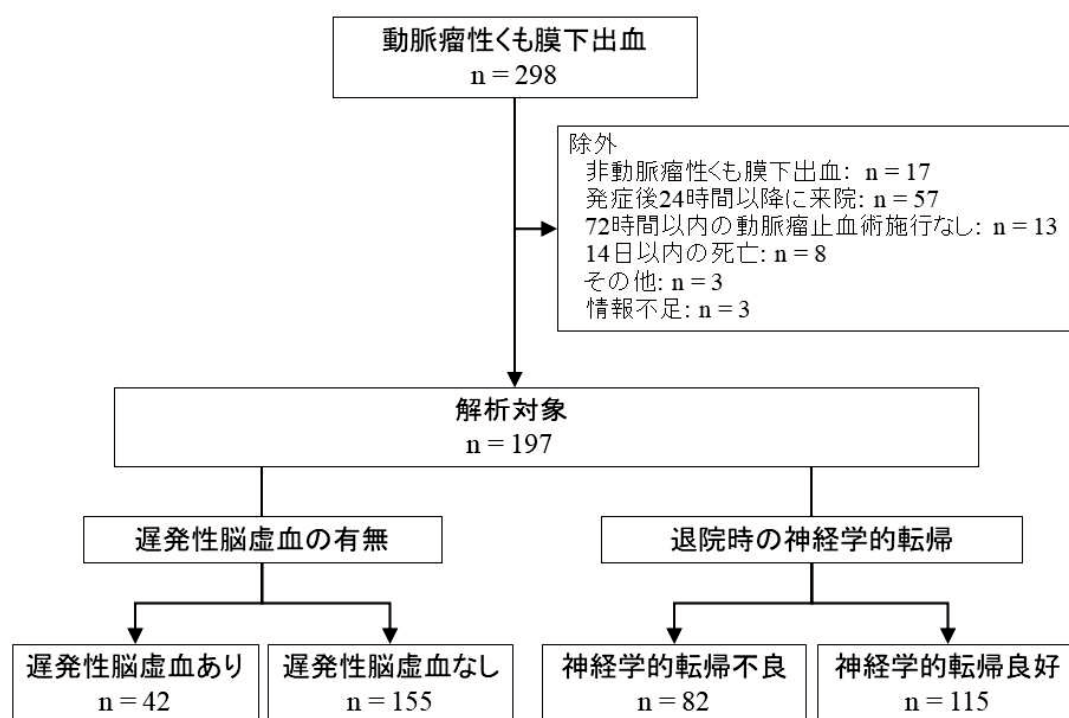 動脈瘤性くも膜下出血
n = 298
除外
非動脈瘤性くも膜下出血: n = 17
発症後24時間以降に来院: n = 57
72時間以内の動脈瘤止血術施行なし: n = 13
14日以内の死亡: n = 8
その他: n = 3
情報不足: n = 3
解析対象
n = 197
遅発性脳虚血の有無
退院時の神経学的転帰
遅発性脳虚血あり
n = 42
遅発性脳虚血なし
n = 155
神経学的転帰不良
n = 82
神経学的転帰良好
n = 115